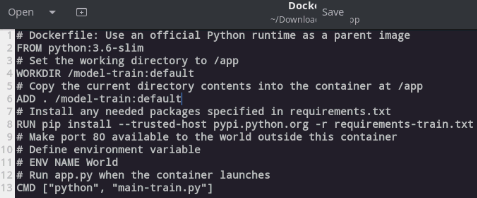 Open
Docke
Save
~/Downloa
op
1 # Dockerfile: Use an official Python runtime as a parent image
2 FROM python:3.6-slim
3 # Set the working directory to /app
4 WORKDIR /model-train:default
5 # Copy the current directory contents into the container at /app
6 ADD . /model-train:default
7 # Install any needed packages specified in requirements.txt
8 RUN pip install --trusted-host pypi.python.org -r requirements-train.txt
9 # Make port 80 available to the world outside this container
10 # Define environment variable
11 # ENV NAME World
12 # Run app.py when the container launches
13 CMD ["python", "main-train.py"]